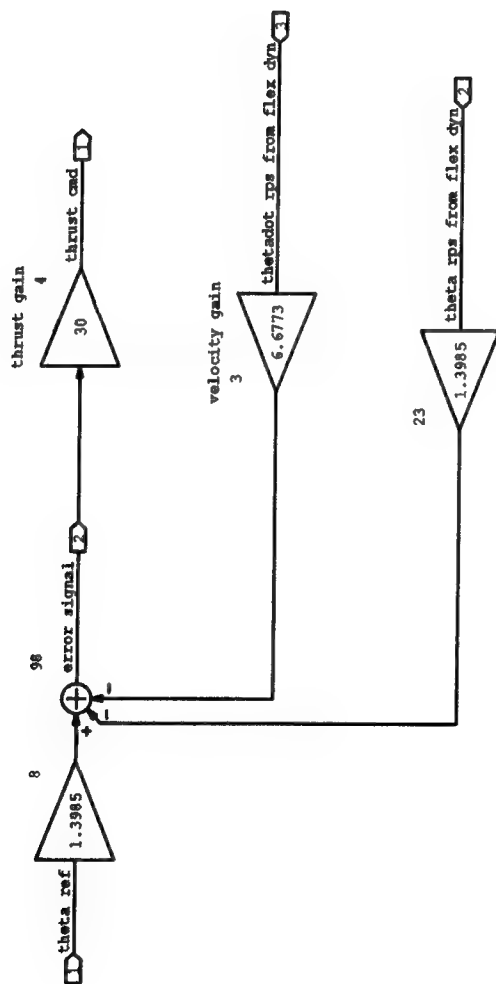 1
theta ref
1.3985
8
+
-
-
98
error signal
2
thrust gain
4
30
thrust cmd
1
velocity gain
3
6.6773
thetadot rps from flex dyn
3
23
1.3985
theta rps from flex dyn
2